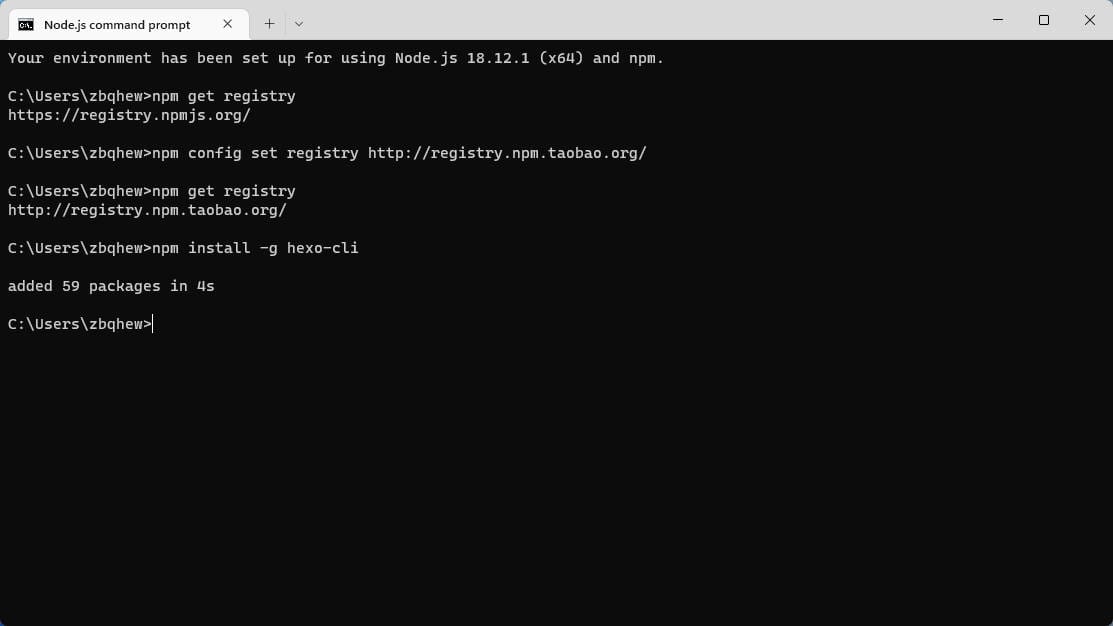 Node.js command prompt
Your environment has been set up for using Node.js 18.12.1 (x64) and npm.
C:\Users\zbqhew>npm get registry
https://registry.npmjs.org/
C:\Users\zbqhew>npm config set registry http://registry.npm.taobao.org/
C:\Users\zbqhew>npm get registry
http://registry.npm.taobao.org/
C:\Users\zbqhew>npm install -g hexo-cli
added 59 packages in 4s
C:\Users\zbqhew>